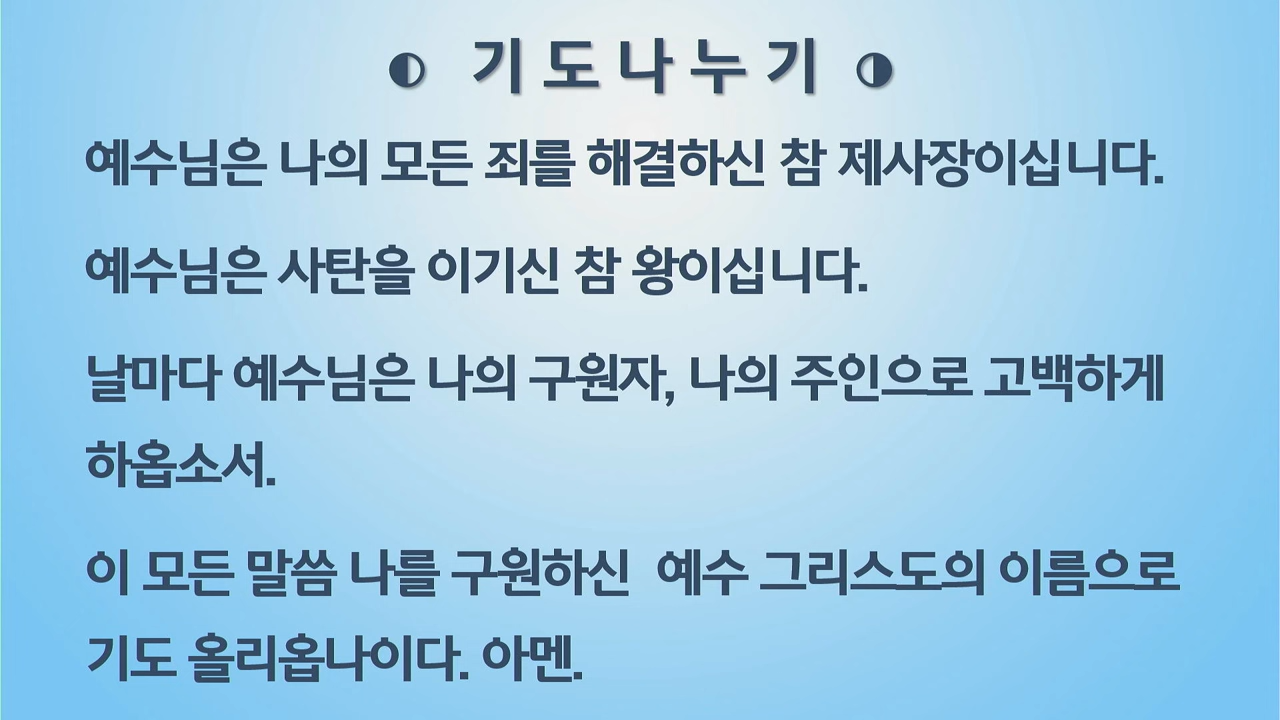 ◐ 기도나누기 ◑
예수님은 나의 모든 죄를 해결하신 참 제사장이십니다.
예수님은 사탄을 이기신 참 왕이십니다.
날마다 예수님은 나의 구원자, 나의 주인으로 고백하게
하옵소서.
이 모든 말씀 나를 구원하신 예수 그리스도의 이름으로
기도 올리옵나이다. 아멘.